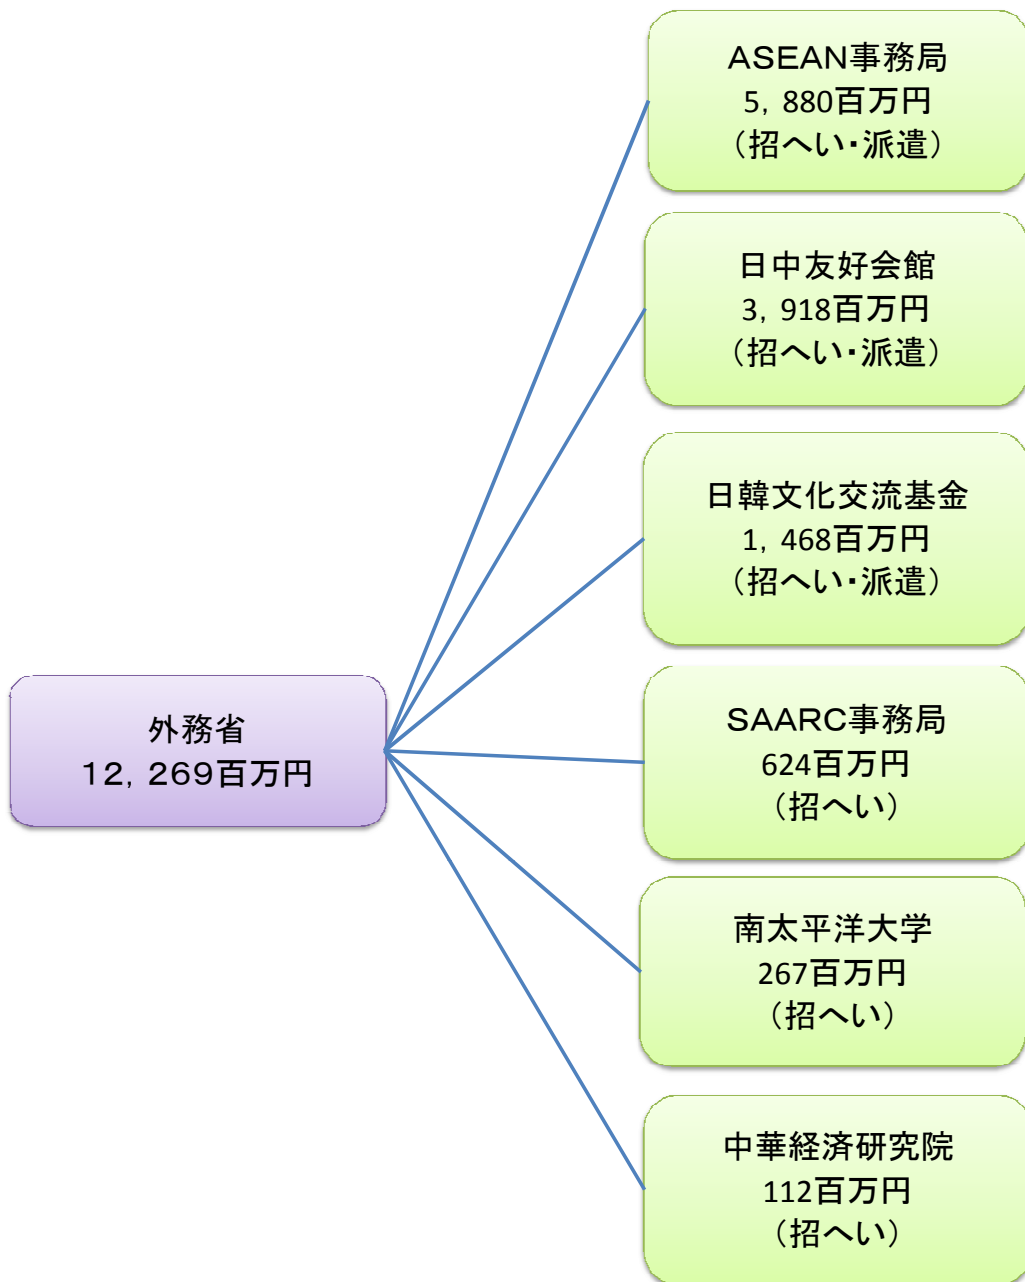 ASEAN事務局
5，880百万円
（招へい・派遣）
日中友好会館
3，918百万円
（招へい・派遣）
日韓文化交流基金
1，468百万円
（招へい・派遣）
外務省
１２，２６９百万円
SAARC事務局
624百万円
（招へい）
南太平洋大学
267百万円
（招へい）
中華経済研究院
112百万円
（招へい）